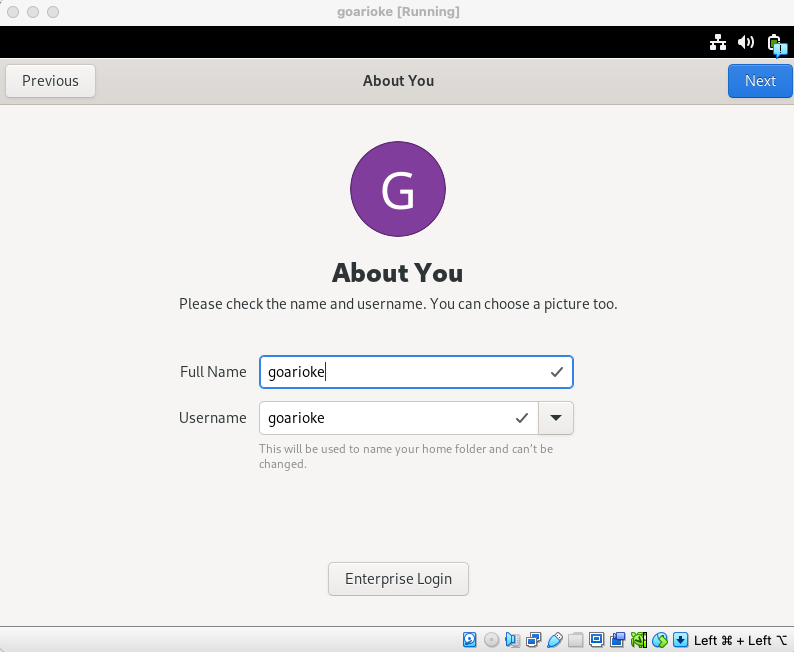 goarioke [Running]
Previous
About You
Next
G
About You
Please check the name and username. You can choose a picture too.
Full Name goarioke
Username goarioke
This will be used to name your home folder and can't be
changed.
Enterprise Login
Left ⌘ + Left ⌥